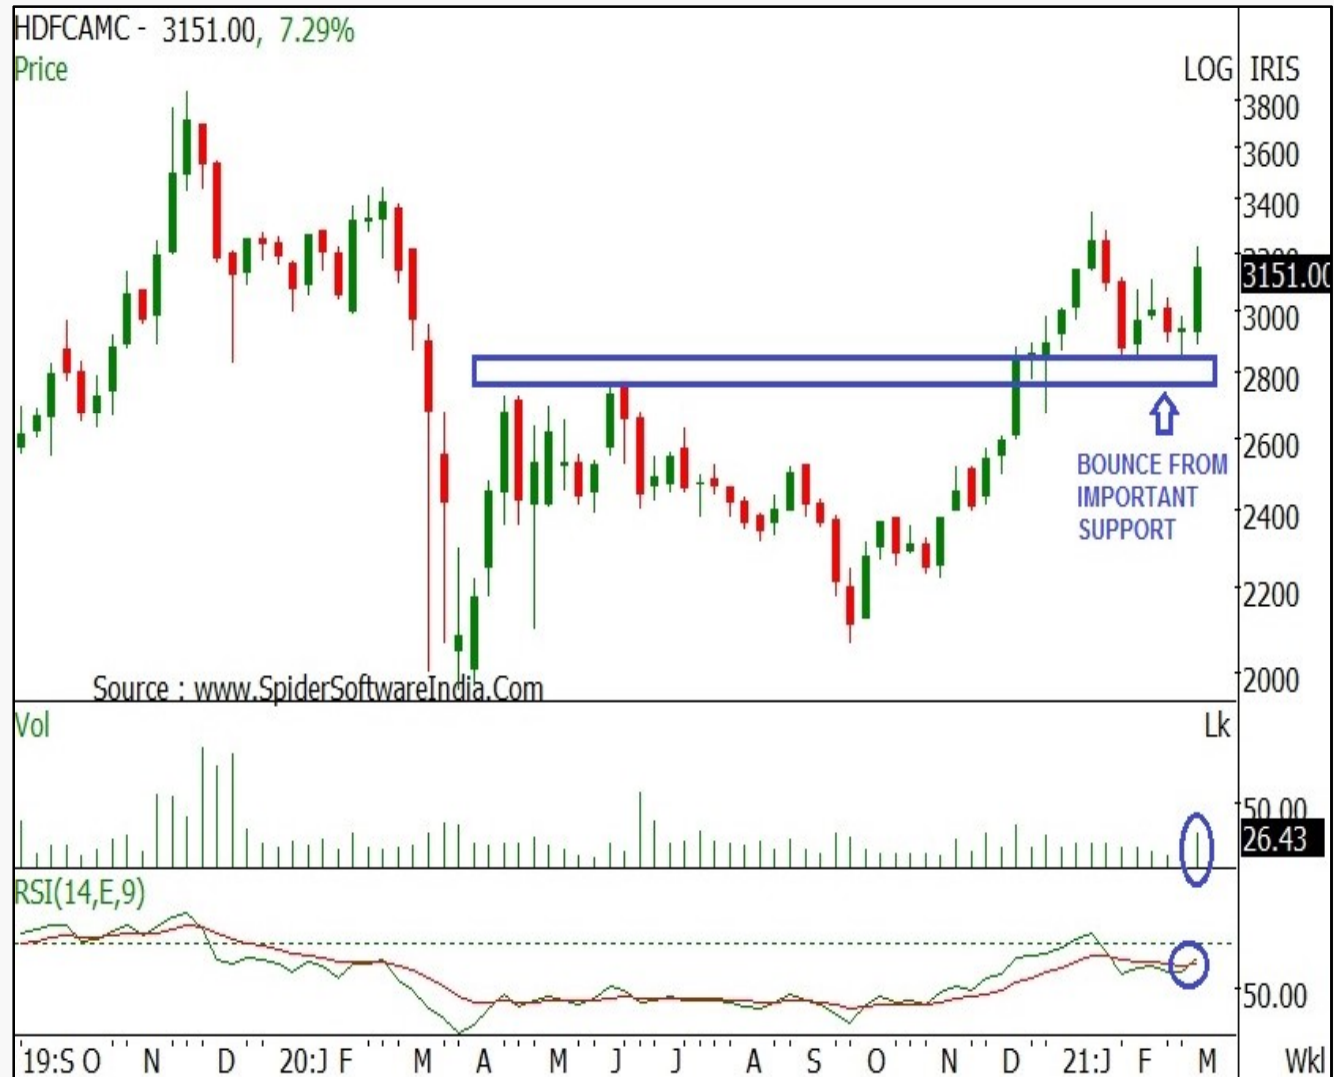 HDFCAMC - 3151.00, 7.29%
Price
LOG IRIS
3800
3600
3400
3151.00
3000
2800
BOUNCE FROM
IMPORTANT
SUPPORT
2600
2400
2200
2000
Source : www.SpiderSoftwareIndia.Com
Vol Lk
50.00
26.43
RSI(14,E,9)
50.00
19:S O N D 20:J F M A M J J A S O N D 21:J F M Wkl